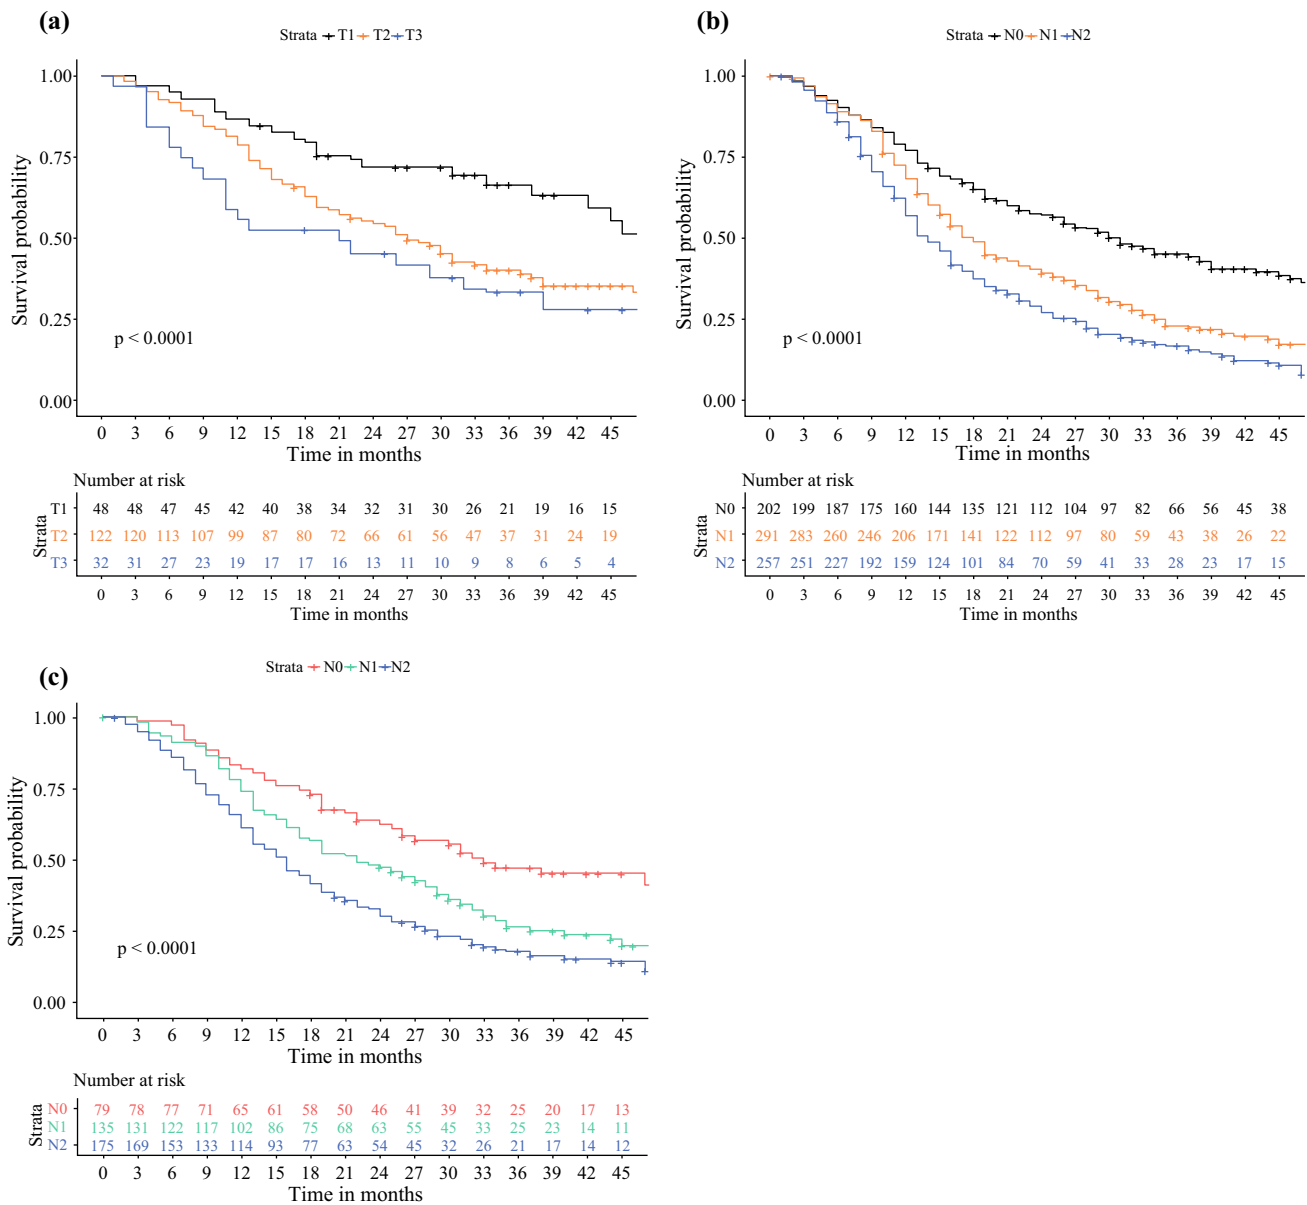 (a)
Strata T1 T2 T3
1.00
0.75
0.50
0.25
0.00
Survival probability
p < 0.0001
0 3 6 9 12 15 18 21 24 27 30 33 36 39 42 45
Time in months
Number at risk
Strata
T1 48 48 47 45 42 40 38 34 32 31 30 26 21 19 16 15
T2 122 120 113 107 99 87 80 72 66 61 56 47 37 31 24 19
T3 32 31 27 23 19 17 17 16 13 11 10 9 8 6 5 4
0 3 6 9 12 15 18 21 24 27 30 33 36 39 42 45
Time in months
(b)
Strata N0 N1 N2
1.00
0.75
0.50
0.25
0.00
Survival probability
p < 0.0001
0 3 6 9 12 15 18 21 24 27 30 33 36 39 42 45
Time in months
Number at risk
Strata
N0 202 199 187 175 160 144 135 121 112 104 97 82 66 56 45 38
N1 291 283 260 246 206 171 141 122 112 97 80 59 43 38 26 22
N2 257 251 227 192 159 124 101 84 70 59 41 33 28 23 17 15
0 3 6 9 12 15 18 21 24 27 30 33 36 39 42 45
Time in months
(c)
Strata N0 N1 N2
1.00
0.75
0.50
0.25
0.00
Survival probability
p < 0.0001
0 3 6 9 12 15 18 21 24 27 30 33 36 39 42 45
Time in months
Number at risk
Strata
N0 79 78 77 71 65 61 58 50 46 41 39 32 25 20 17 13
N1 135 131 122 117 102 86 75 68 63 55 45 33 25 23 14 11
N2 175 169 153 133 114 93 77 63 54 45 32 26 21 17 14 12
0 3 6 9 12 15 18 21 24 27 30 33 36 39 42 45
Time in months